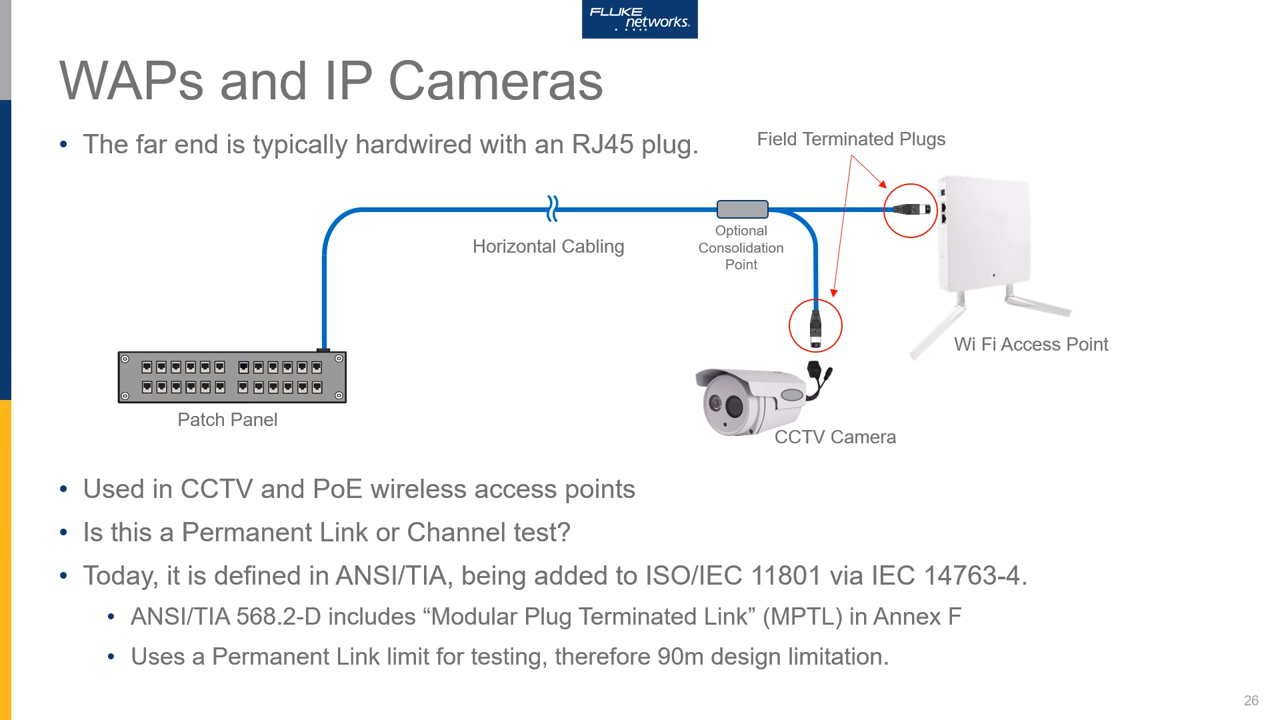 FLUKE
networks®
WAPs and IP Cameras
• The far end is typically hardwired with an RJ45 plug.
Field Terminated Plugs
Horizontal Cabling
Optional
Consolidation
Point
Wi Fi Access Point
Patch Panel
CCTV Camera
• Used in CCTV and PoE wireless access points
• Is this a Permanent Link or Channel test?
• Today, it is defined in ANSI/TIA, being added to ISO/IEC 11801 via IEC 14763-4.
• ANSI/TIA 568.2-D includes “Modular Plug Terminated Link” (MPTL) in Annex F
• Uses a Permanent Link limit for testing, therefore 90m design limitation.
26